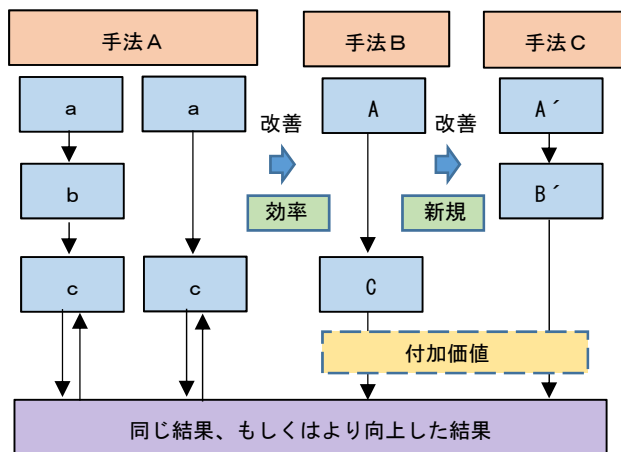 手法A
手法B
手法C
a
a
改善
A
改善
A´
b
効率
新規
B´
c
c
C
付加価値
同じ結果、もしくはより向上した結果